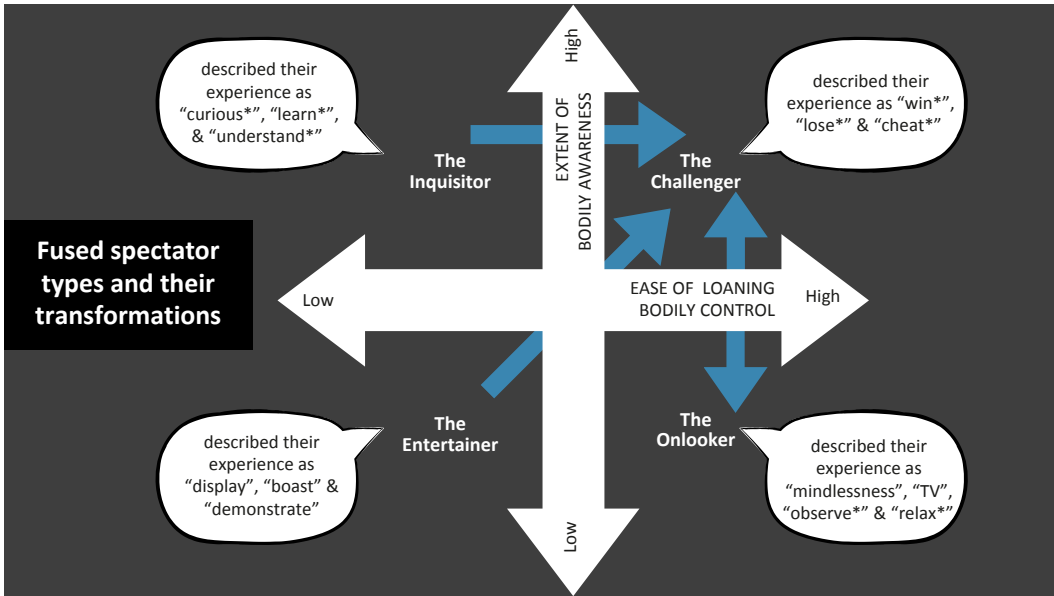 described their
experience as
“curious*”, “learn*”,
& “understand*”
High
EXTENT OF
BODILY AWARENESS
described their
experience as “win*”,
“lose*” & “cheat*”
The
Inquisitor
The
Challenger
Fused spectator
types and their
transformations
Low
EASE OF LOANING
BODILY CONTROL
High
The
Entertainer
The
Onlooker
described their
experience as
“display”, “boast” &
“demonstrate”
Low
described their
experience as
“mindlessness”, “TV”,
“observe*” & “relax*”